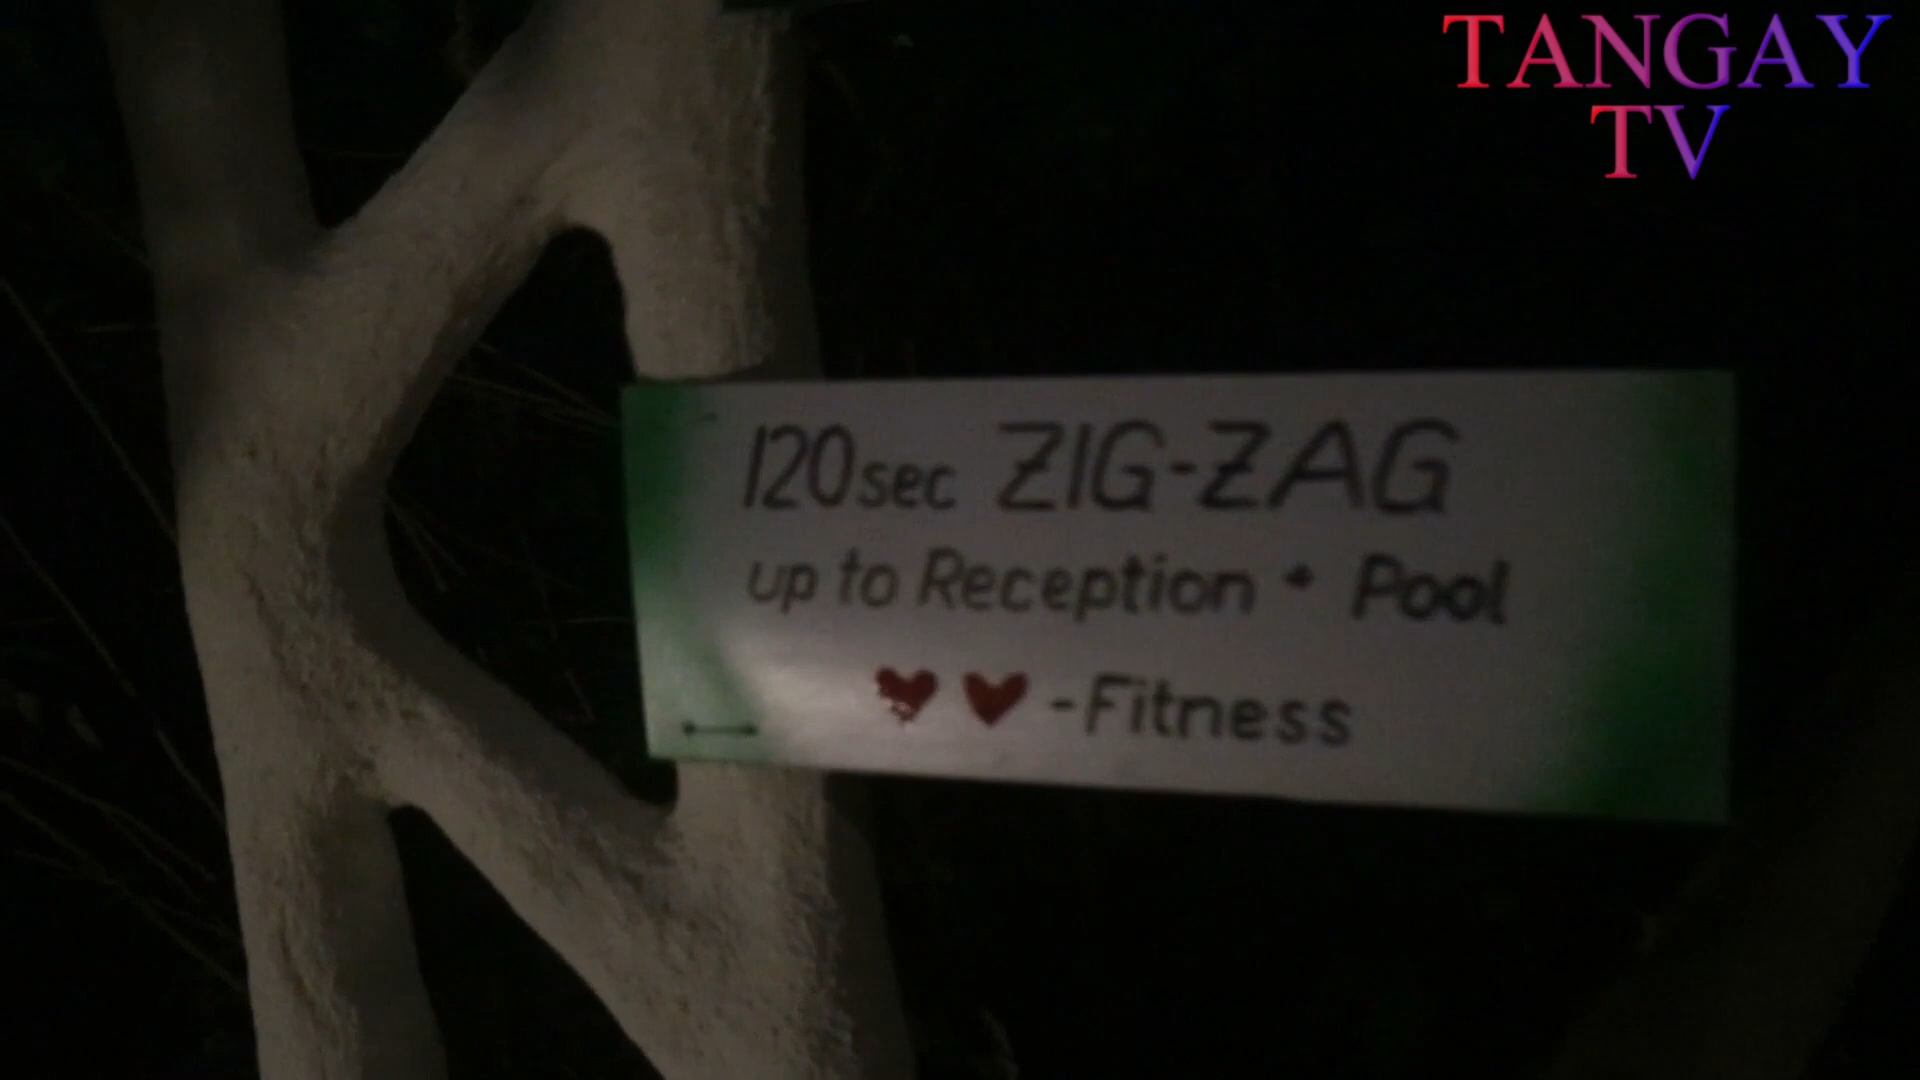 TANGAY
TV
120sec ZIG-ZAG
up to Reception + Pool
♥ ♥ -Fitness